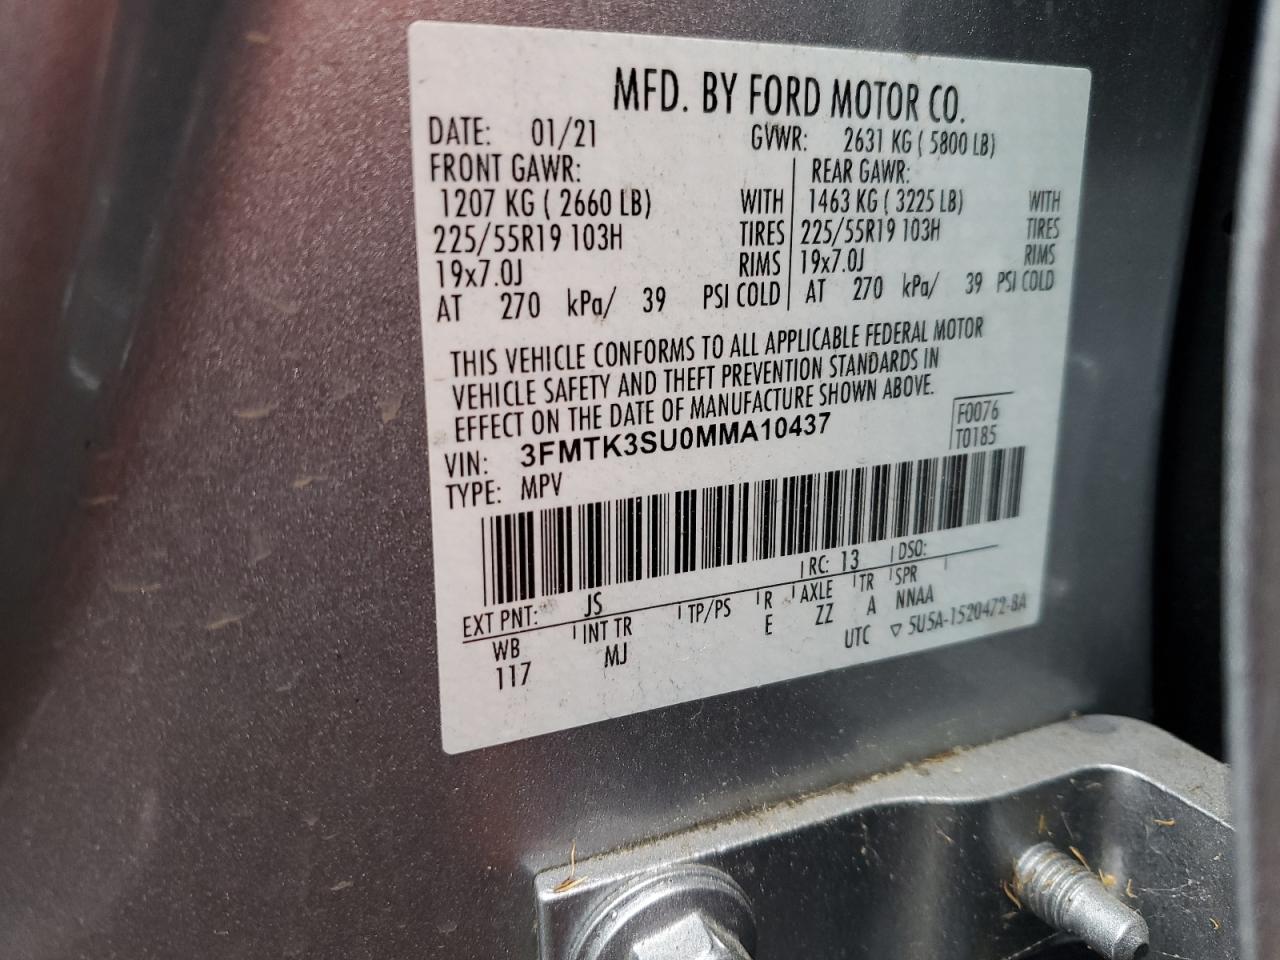 MFD. BY FORD MOTOR CO.
DATE: 01/21 GVWR: 2631 KG ( 5800 LB)
FRONT GAWR: REAR GAWR:
1207 KG ( 2660 LB) WITH 1463 KG ( 3225 LB) WITH
225/55R19 103H TIRES 225/55R19 103H TIRES
19x7.0J RIMS 19x7.0J RIMS
AT 270 kPa/ 39 PSI COLD AT 270 kPa/ 39 PSI COLD
THIS VEHICLE CONFORMS TO ALL APPLICABLE FEDERAL MOTOR
VEHICLE SAFETY AND THEFT PREVENTION STANDARDS IN
EFFECT ON THE DATE OF MANUFACTURE SHOWN ABOVE.
F0076
VIN: 3FMTK3SU0MMA10437
T0185
TYPE: MPV
EXT PNT: JS RC: 13 DSO:
WB INT TR TP/PS R AXLE TR SPR
117 MJ E ZZ A NNAA
UTC ▽ 5U5A-1520472-BA